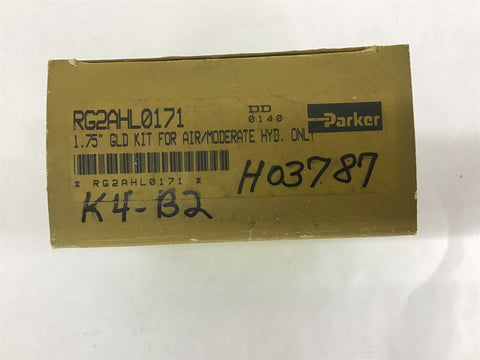 RG2AHL0171
DD
0140
Parker
1.75" GLD KIT FOR AIR/MODERATE HYD. ONLY
* RG2AHL0171 *
H03787
K4-B2